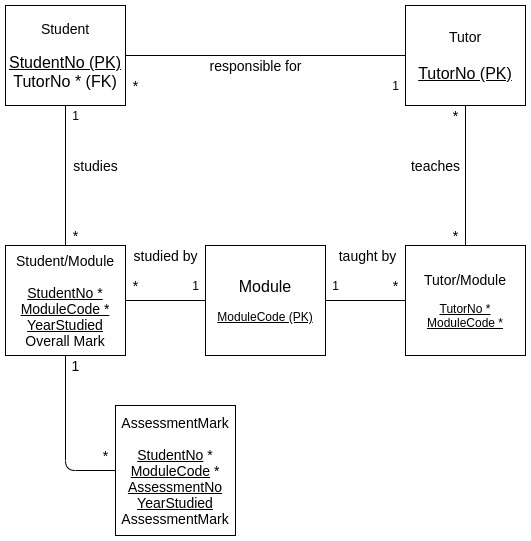 Student
StudentNo (PK)
TutorNo * (FK)
Tutor
TutorNo (PK)
responsible for
*
1
1
*
studies
teaches
*
*
Student/Module
StudentNo *
ModuleCode *
YearStudied
Overall Mark
studied by
*
1
Module
ModuleCode (PK)
taught by
1
*
Tutor/Module
TutorNo *
ModuleCode *
1
*
AssessmentMark
StudentNo *
ModuleCode *
AssessmentNo
YearStudied
AssessmentMark